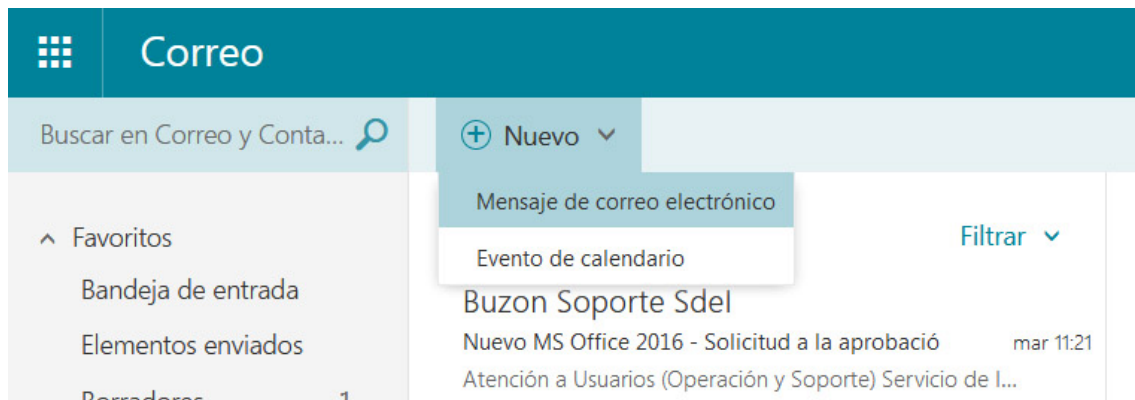 Correo
Buscar en Correo y Conta...
Nuevo
Mensaje de correo electrónico
Evento de calendario
Favoritos
Bandeja de entrada
Elementos enviados
Borradores 1
Filtrar
Buzon Soporte Sdel
Nuevo MS Office 2016 - Solicitud a la aprobació mar 11:21
Atención a Usuarios (Operación y Soporte) Servicio de I...